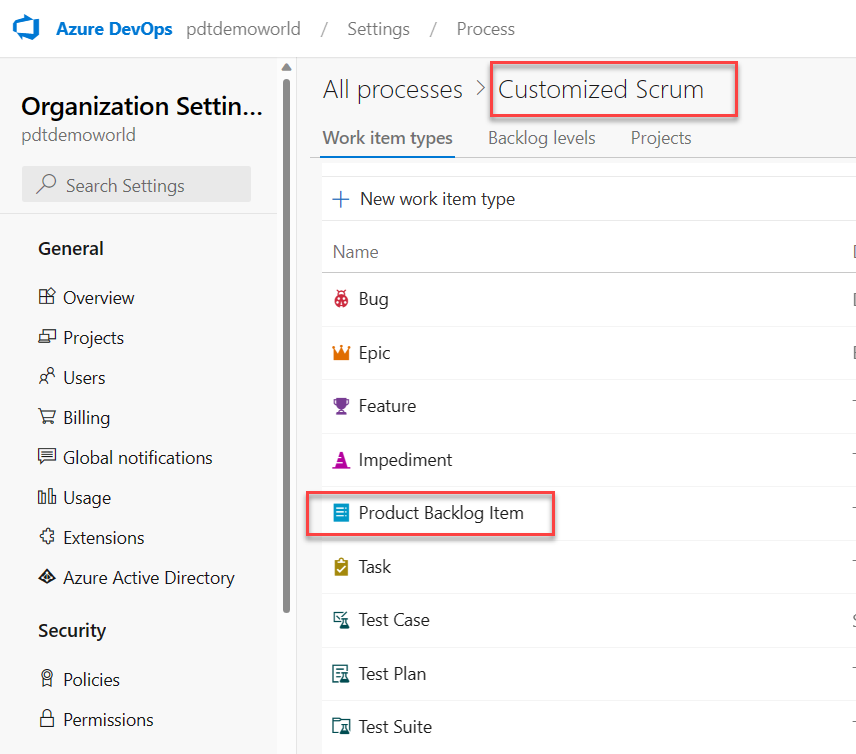 Azure DevOps pdtdemoworld / Settings / Process
Organization Settin...
pdtdemoworld
Search Settings
General
Overview
Projects
Users
Billing
Global notifications
Usage
Extensions
Azure Active Directory
Security
Policies
Permissions
All processes > Customized Scrum
Work item types Backlog levels Projects
+ New work item type
Name
Bug
Epic
Feature
Impediment
Product Backlog Item
Task
Test Case
Test Plan
Test Suite